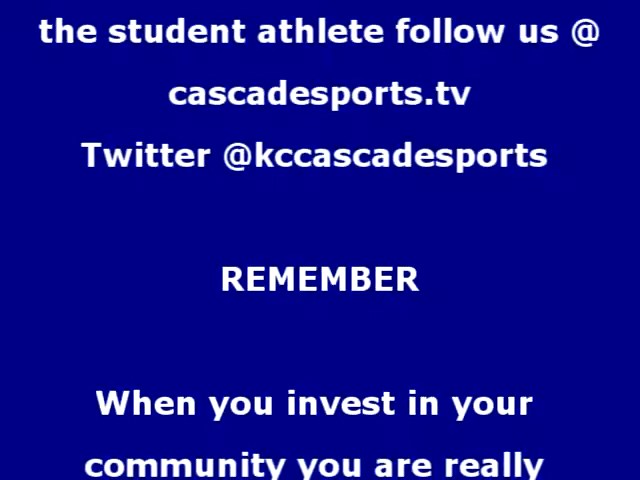 the student athlete follow us @
cascadesports.tv
Twitter @kccascadesports
REMEMBER
When you invest in your
community you are really